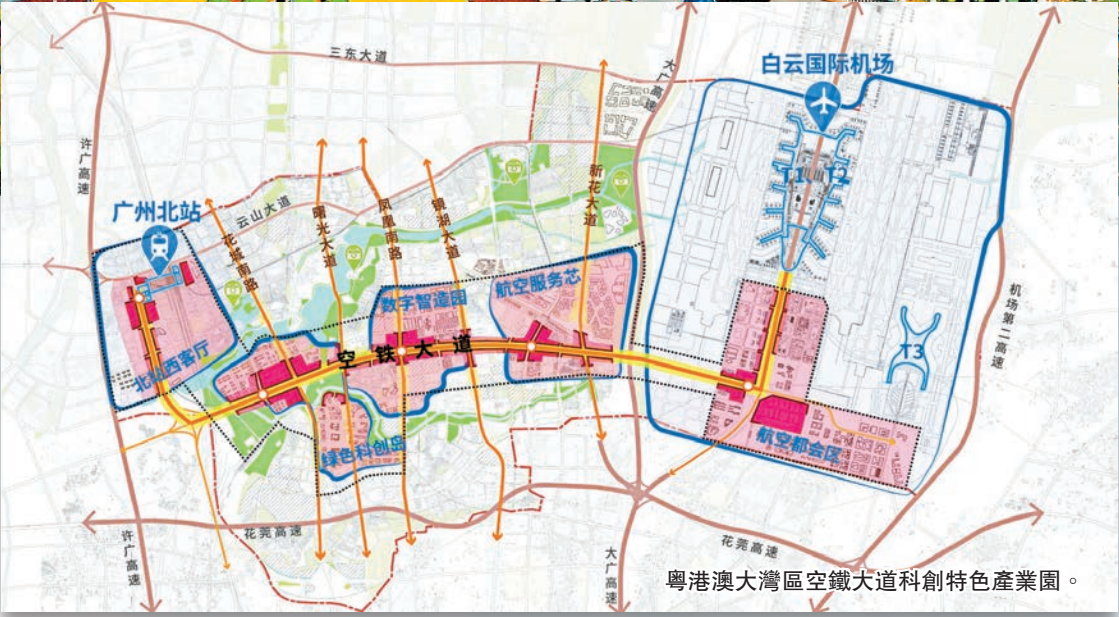 三东大道
大广高速
白云国际机场
许广高速
T1
T2
新花大道
广州北站
云山大道
花城南路
曙光大道
凤凰南路
镜湖大道
数字智造园
航空服务芯
机场第二高速
空铁大道
T3
北站西客厅
绿色科创岛
航空都会区
许广高速
花莞高速
大广高速
花莞高速
粵港澳大灣區空鐵大道科創特色產業園。